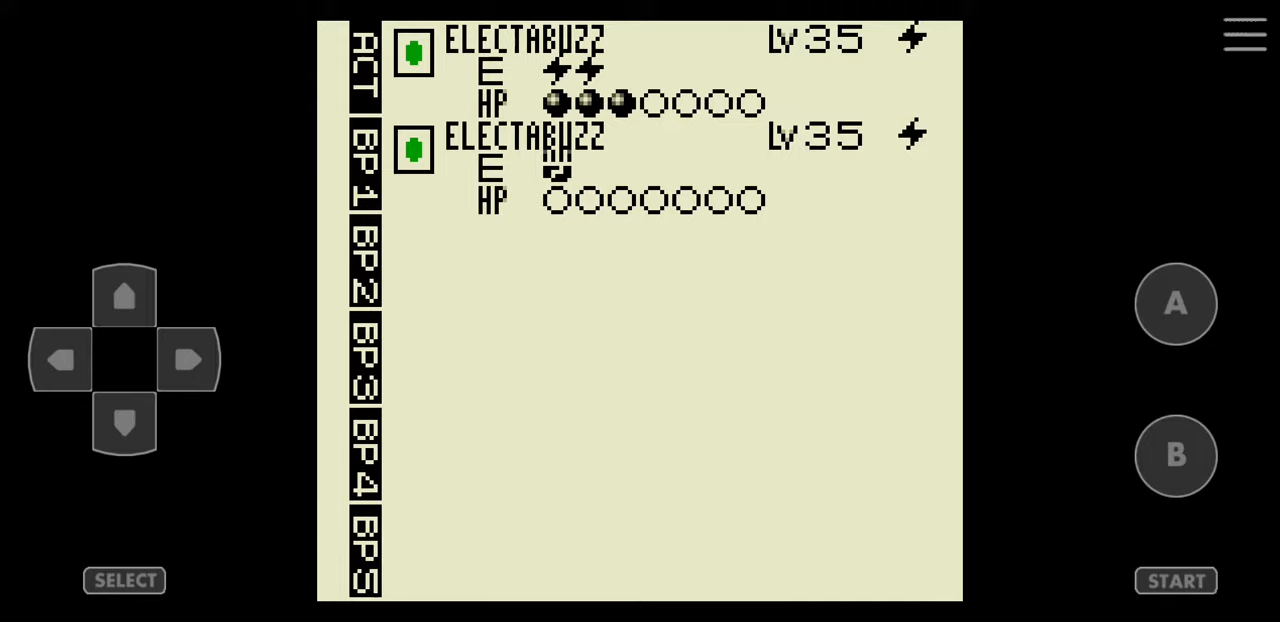 ACT ELECTABUZZ Lv35
E
HP
BP1 ELECTABUZZ Lv35
E
HP
BP2
BP3
BP4
BP5
A
B
SELECT
START